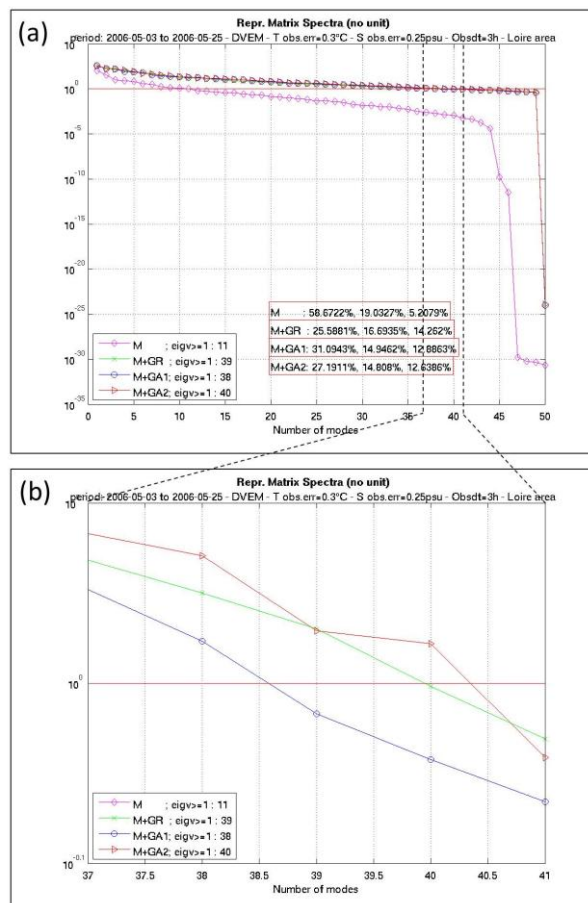 (a)
Repr. Matrix Spectra (no unit)
period: 2006-05-03 to 2006-05-25 - DVEM - T obs.err=0.3°C - S obs.err=0.25psu - Obsdt=3h - Loire area
10^5
10^0
10^-5
10^-10
10^-15
10^-20
10^-25
10^-30
10^-35
M : 58.6722%, 19.0327%, 5.2079%
M+GR : 25.5881%, 16.6935%, 14.262%
M+GA1: 31.0943%, 14.9462%, 12.8863%
M+GA2: 27.1911%, 14.808%, 12.6386%
M ; eigv>=1 : 11
M+GR ; eigv>=1 : 39
M+GA1; eigv>=1 : 38
M+GA2; eigv>=1 : 40
0 5 10 15 20 25 30 35 40 45 50
Number of modes
(b)
Repr. Matrix Spectra (no unit)
period: 2006-05-03 to 2006-05-25 - DVEM - T obs.err=0.3°C - S obs.err=0.25psu - Obsdt=3h - Loire area
10^0
10^-0.1
M ; eigv>=1 : 11
M+GR ; eigv>=1 : 39
M+GA1; eigv>=1 : 38
M+GA2; eigv>=1 : 40
37 37.5 38 38.5 39 39.5 40 40.5 41
Number of modes